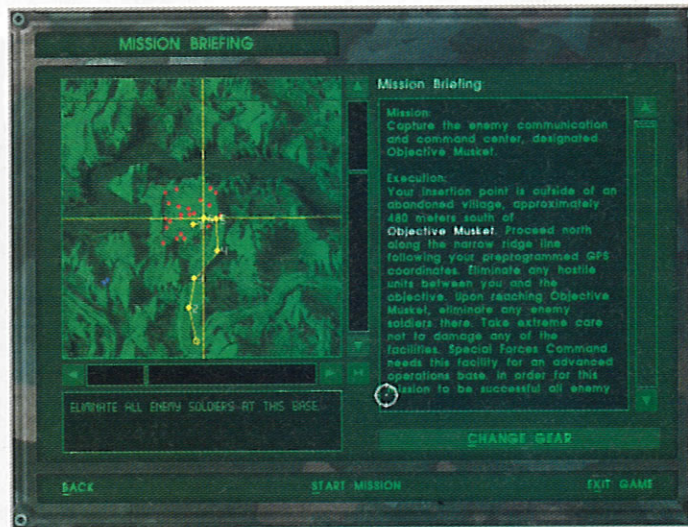 MISSION BRIEFING
Mission Briefing:
Mission:
Capture the enemy communication
and command center, designated
Objective Musket.
Execution:
Your insertion point is outside of an
abandoned village, approximately
480 meters south of
Objective Musket. Proceed north
along the narrow ridge line
following your preprogrammed GPS
coordinates. Eliminate any hostile
units between you and the
objective. Upon reaching Objective
Musket, eliminate any enemy
soldiers there. Take extreme care
not to damage any of the
facilities. Special Forces Command
needs this facility for an advanced
operations base. In order for this
mission to be successful all enemy
ELIMINATE ALL ENEMY SOLDIERS AT THIS BASE.
CHANGE GEAR
BACK
START MISSION
EXIT GAME